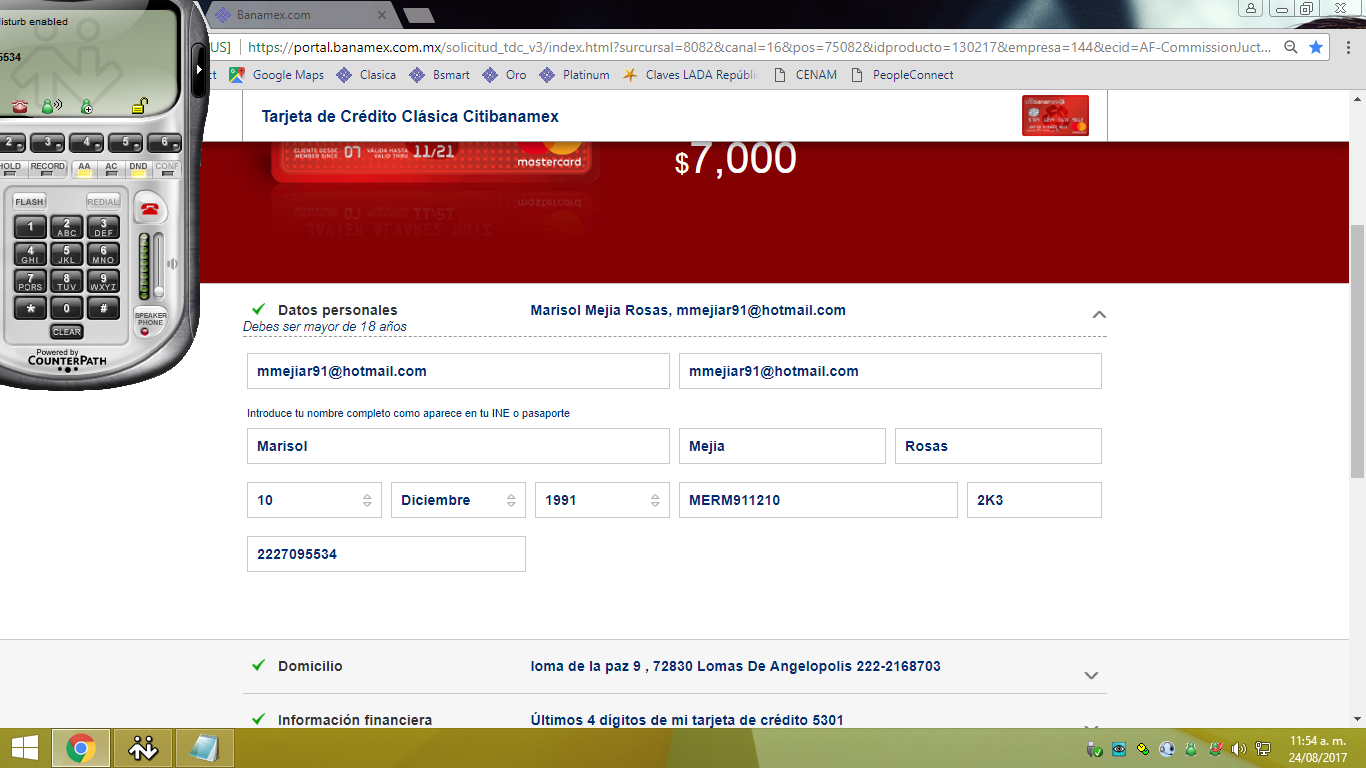 isturb enabled
5534
Banamex.com
US] https://portal.banamex.com.mx/solicitud_tdc_v3/index.html?surcursal=8082&canal=16&pos=75082&idproducto=130217&empresa=144&ecid=AF-CommissionJuct...
ct Google Maps Clasica Bsmart Oro Platinum Claves LADA Repúblic CENAM PeopleConnect
Tarjeta de Crédito Clásica Citibanamex
2 3 4 5 6
HOLD RECORD AA AC DND CONF
FLASH REDIAL
1 2 ABC 3 DEF
4 GHI 5 JKL 6 MNO
7 PQRS 8 TUV 9 WXYZ
* 0 #
CLEAR
SPEAKER PHONE
Powered by
COUNTERPATH
CLIENTE DESDE MEMBER SINCE 07 VÁLIDA HASTA VALID THRU 11/21
mastercard
$7,000
JAVIER ALVAREZ RUIZ
Datos personales Marisol Mejia Rosas, mmejiar91@hotmail.com
Debes ser mayor de 18 años
mmejiar91@hotmail.com mmejiar91@hotmail.com
Introduce tu nombre completo como aparece en tu INE o pasaporte
Marisol Mejia Rosas
10 Diciembre 1991 MERM911210 2K3
2227095534
Domicilio loma de la paz 9 , 72830 Lomas De Angelopolis 222-2168703
Información financiera Últimos 4 dígitos de mi tarjeta de crédito 5301
11:54 a. m.
24/08/2017